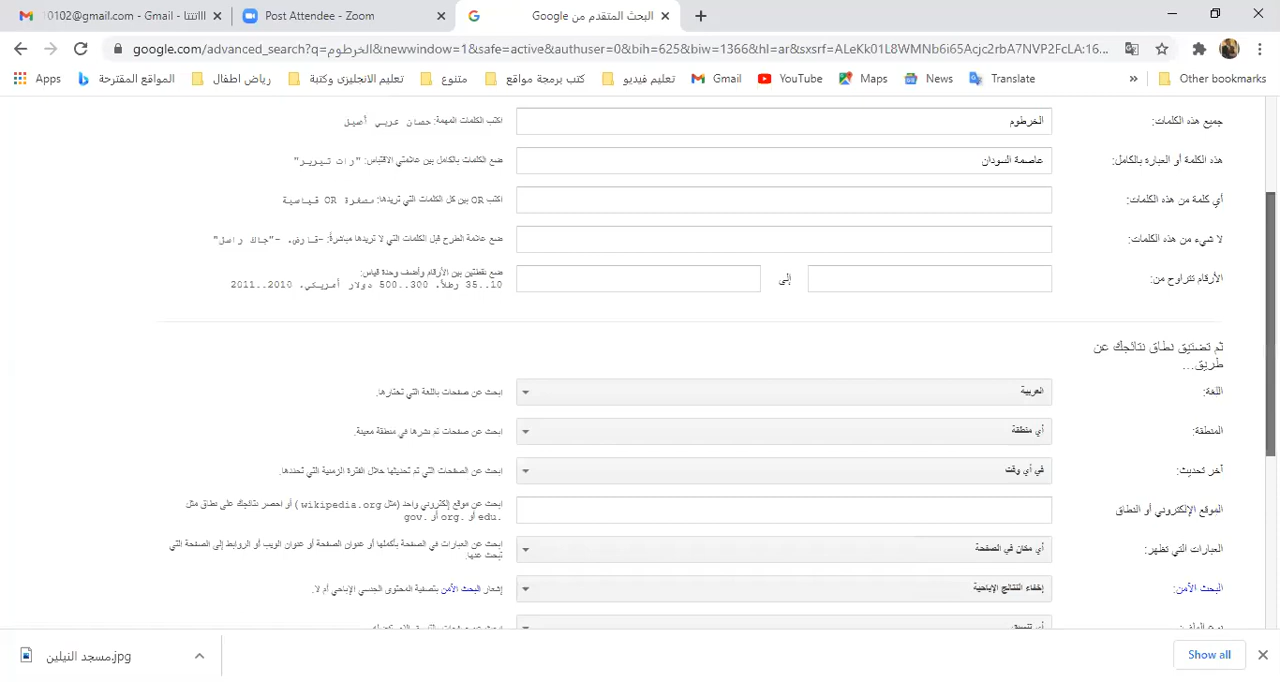 10102@gmail.com - Gmail - اللاتتا
Post Attendee - Zoom
البحث المتقدم من Google
google.com/advanced_search?q=الخرطوم&newwindow=1&safe=active&authuser=0&bih=625&biw=1366&hl=ar&sxsrf=ALeKk01L8WMNb6i65Acjc2rbA7NVP2FcLA:16...
Apps
المواقع المقترحة
رياض اطفال
تعليم الانجليزى وكتبة
متنوع
كتب برمجة مواقع
تعليم فيديو
Gmail
YouTube
Maps
News
Translate
»
Other bookmarks
جميع هذه الكلمات:
الخرطوم
اكتب الكلمات المهمة: حصان عربي أصيل
هذه الكلمة أو العبارة بالكامل:
عاصمة السودان
ضع الكلمات بالكامل بين علامتي الاقتباس: "رات تيرير"
أي كلمة من هذه الكلمات:
اكتب OR بين كل الكلمات التي تريدها: مصغرة OR قياسية
لا شيء من هذه الكلمات:
ضع علامة الطرح قبل الكلمات التي لا تريدها مباشرةً: -قارض، -"جاك راسل"
الأرقام تتراوح من:
إلى
ضع نقطتين بين الأرقام وأضف وحدة قياس:
10..35 رطلاً، 300..500 دولار أمريكي، 2010..2011
ثم تضييق نطاق نتائجك عن
طريق...
اللغة:
العربية
ابحث عن صفحات باللغة التي تختارها.
المنطقة:
أي منطقة
ابحث عن صفحات تم نشرها في منطقة معينة.
آخر تحديث:
في أي وقت
ابحث عن الصفحات التي تم تحديثها خلال الفترة الزمنية التي تحددها.
الموقع الإلكتروني أو النطاق
ابحث عن موقع إلكتروني واحد (مثل wikipedia.org ) أو احصر نتائجك على نطاق مثل
.edu أو .org أو .gov
العبارات التي تظهر:
أي مكان في الصفحة
ابحث عن العبارات في الصفحة بأكملها أو عنوان الصفحة أو عنوان الويب أو الروابط إلى الصفحة التي
تبحث عنها.
البحث الآمن:
إخفاء النتائج الإباحية
إشعار البحث الآمن بتصفية المحتوى الجنسي الإباحي أم لا.
أي تنسيق
مسجد النيلين.jpg
Show all